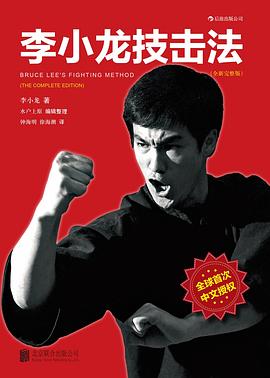 后浪出版公司
李小龙技击法
BRUCE LEE'S FIGHTING METHOD
(THE COMPLETE EDITION)
[全新完整版]
李小龙 著
水户上原 编辑整理
钟海明 徐海潮 译
全球首次
中文授权
北京联合出版公司